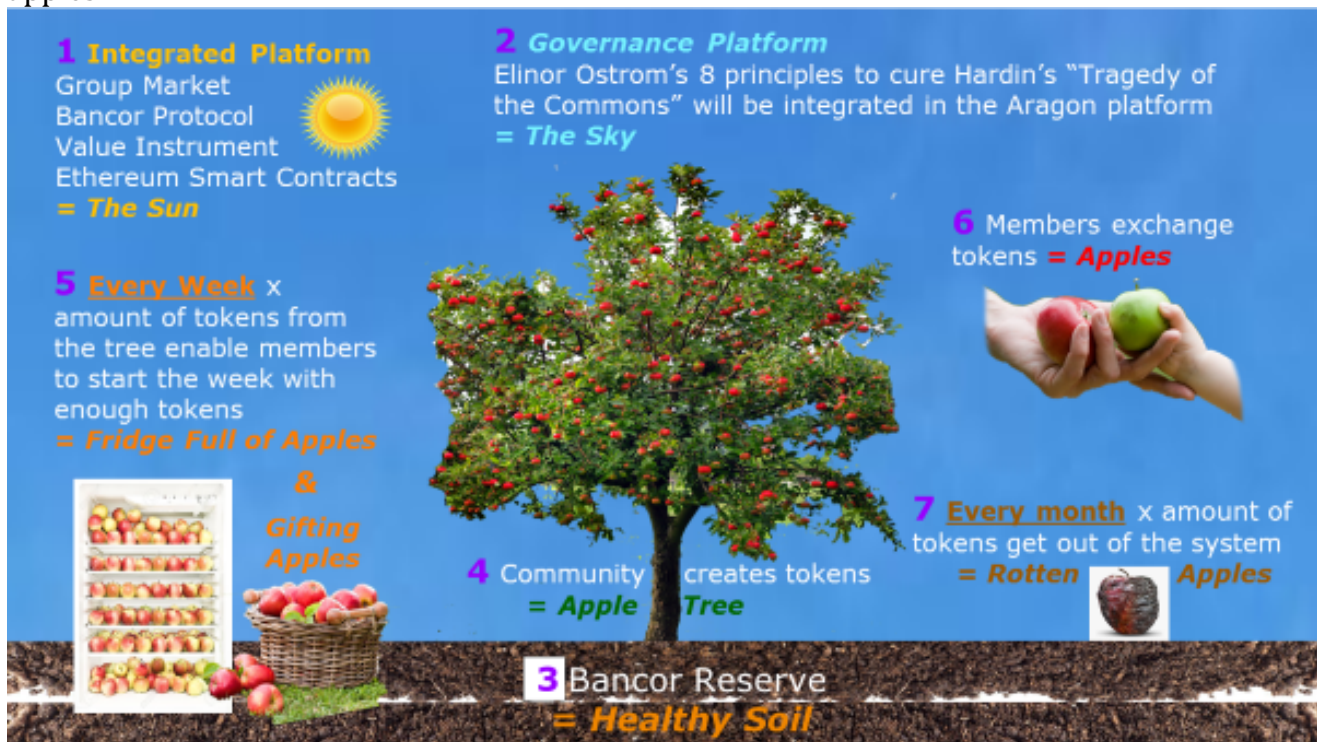 1 Integrated Platform
Group Market
Bancor Protocol
Value Instrument
Ethereum Smart Contracts
= The Sun
2 Governance Platform
Elinor Ostrom's 8 principles to cure Hardin's "Tragedy of
the Commons" will be integrated in the Aragon platform
= The Sky
6 Members exchange
tokens = Apples
5 Every Week x
amount of tokens from
the tree enable members
to start the week with
enough tokens
= Fridge Full of Apples
&
Gifting
Apples
4 Community creates tokens
= Apple Tree
7 Every month x amount of
tokens get out of the system
= Rotten Apples
3 Bancor Reserve
= Healthy Soil